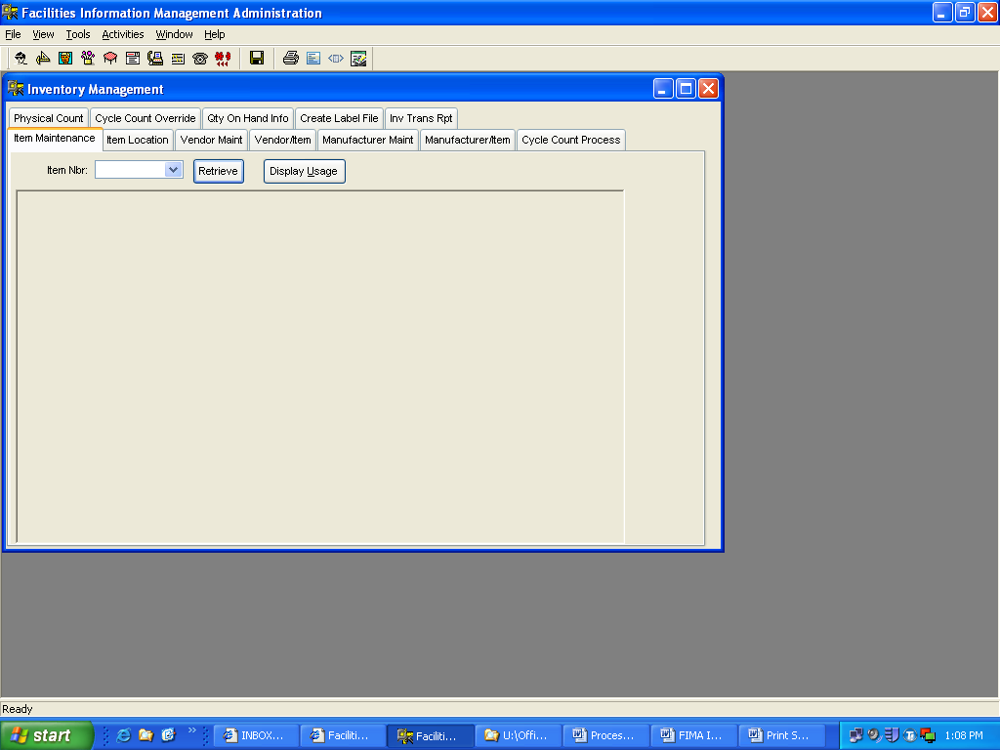 Facilities Information Management Administration
File View Tools Activities Window Help
Inventory Management
Physical Count Cycle Count Override Qty On Hand Info Create Label File Inv Trans Rpt
Item Maintenance Item Location Vendor Maint Vendor/Item Manufacturer Maint Manufacturer/Item Cycle Count Process
Item Nbr: Retrieve Display Usage
Ready
start INBOX... Faciliti... Faciliti... U:\Offi... Proces... FIMA I... Print S... 1:08 PM